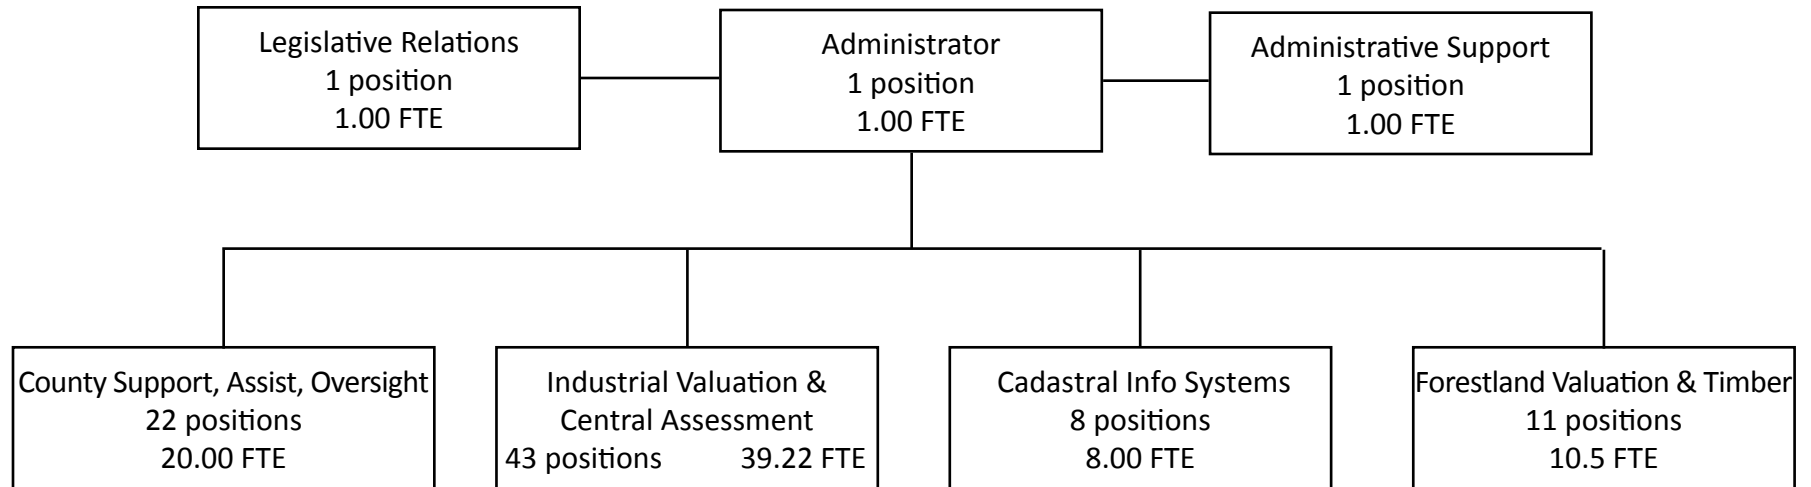 Legislative Relations
1 position
1.00 FTE
Administrator
1 position
1.00 FTE
Administrative Support
1 position
1.00 FTE
County Support, Assist, Oversight
22 positions
20.00 FTE
Industrial Valuation &
Central Assessment
43 positions 39.22 FTE
Cadastral Info Systems
8 positions
8.00 FTE
Forestland Valuation & Timber
11 positions
10.5 FTE